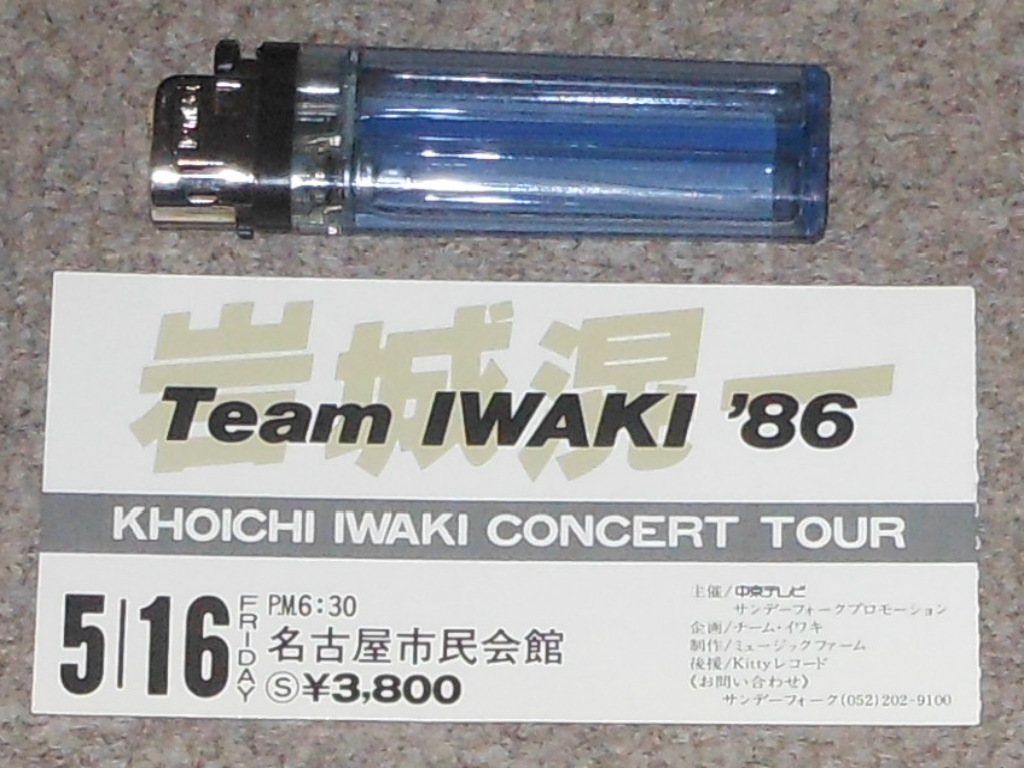 岩城滉一
Team IWAKI '86
KHOICHI IWAKI CONCERT TOUR
5/16 FRIDAY
PM.6:30
名古屋市民会館
Ⓢ¥3,800
主催/中京テレビ
サンデーフォークプロモーション
企画/チーム・イワキ
制作/ミュージックファーム
後援/Kittyレコード
《お問い合わせ》
サンデーフォーク(052)202-9100